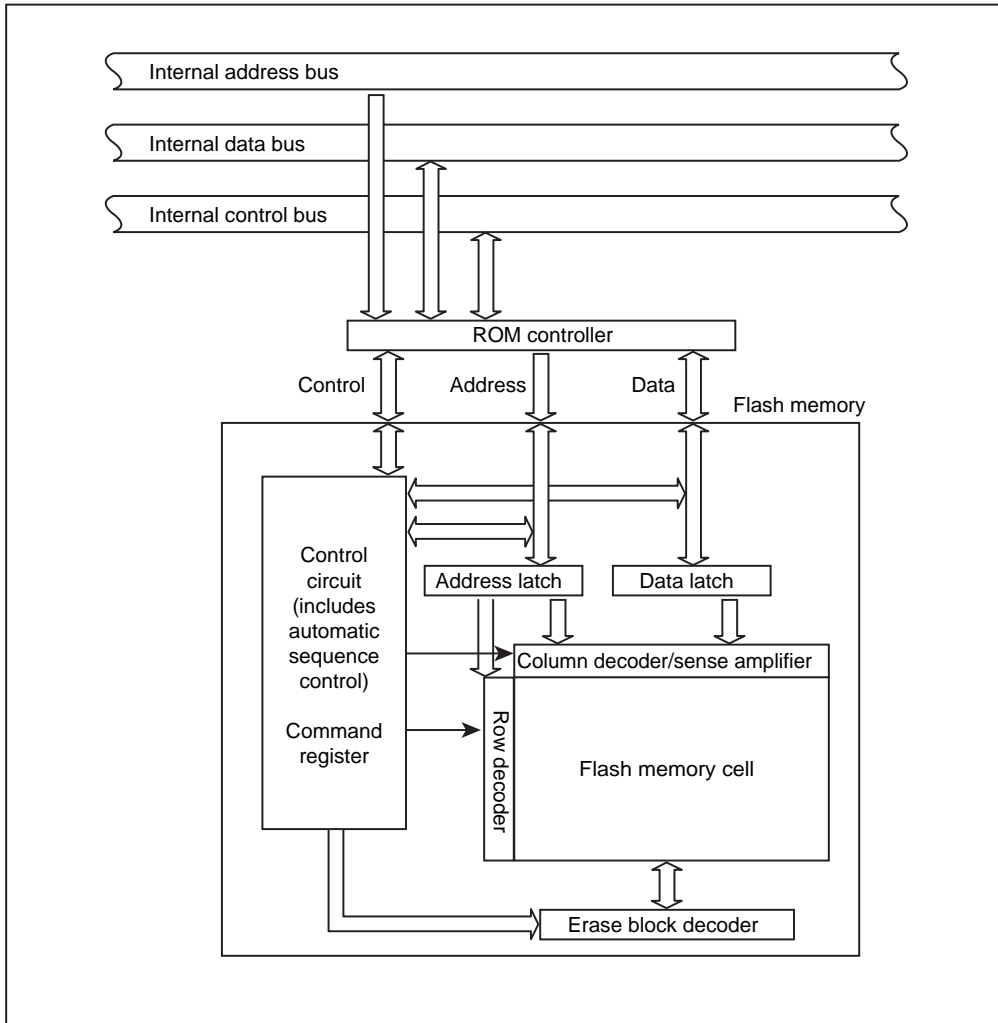 Internal address bus
Internal data bus
Internal control bus
ROM controller
Control
Address
Data
Flash memory
Control
circuit
(includes
automatic
sequence
control)
Command
register
Address latch
Data latch
Column decoder/sense amplifier
Row decoder
Flash memory cell
Erase block decoder